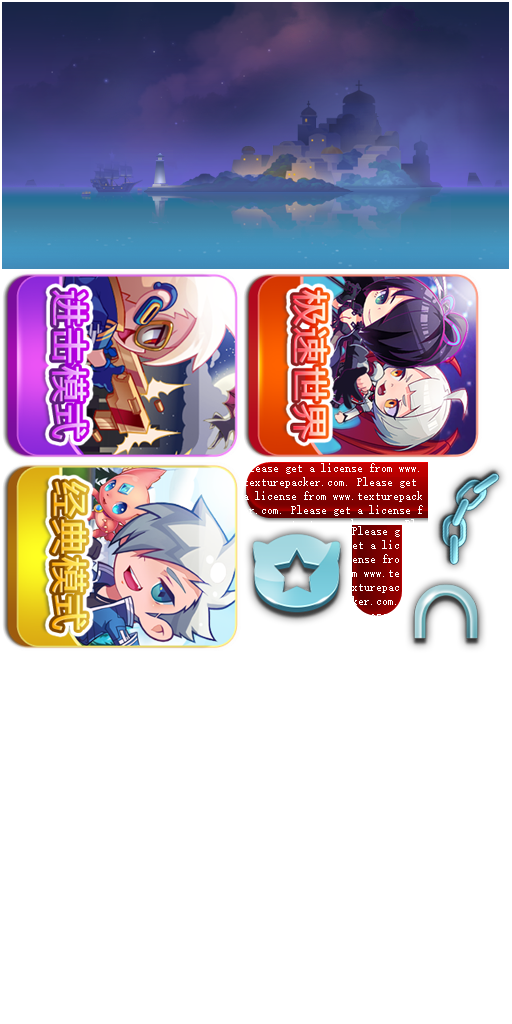 进击模式
极速世界
经典模式
lease get a license from www.
texturepacker.com. Please get
a license from www.texturepack
r.com. Please get a license f
Please g
et a lic
ense fro
m www.te
xturepac
ker.com.